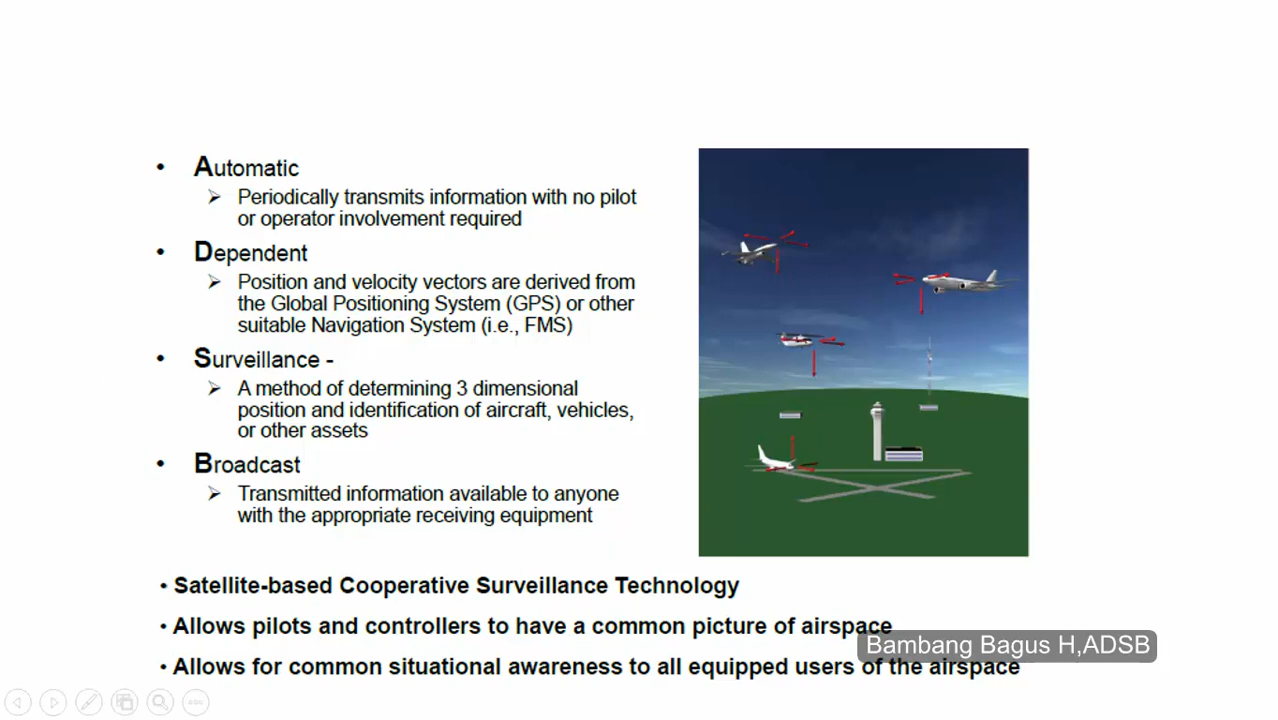 • Automatic
➢ Periodically transmits information with no pilot
or operator involvement required
• Dependent
➢ Position and velocity vectors are derived from
the Global Positioning System (GPS) or other
suitable Navigation System (i.e., FMS)
• Surveillance -
➢ A method of determining 3 dimensional
position and identification of aircraft, vehicles,
or other assets
• Broadcast
➢ Transmitted information available to anyone
with the appropriate receiving equipment
• Satellite-based Cooperative Surveillance Technology
• Allows pilots and controllers to have a common picture of airspace
Bambang Bagus H,ADSB
• Allows for common situational awareness to all equipped users of the airspace